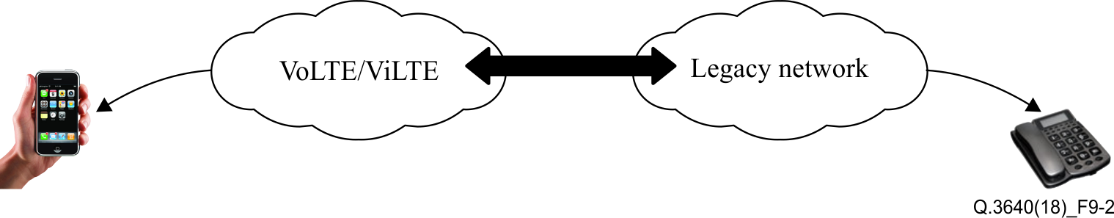 VoLTE/ViLTE
Legacy network
Q.3640(18)_F9-2